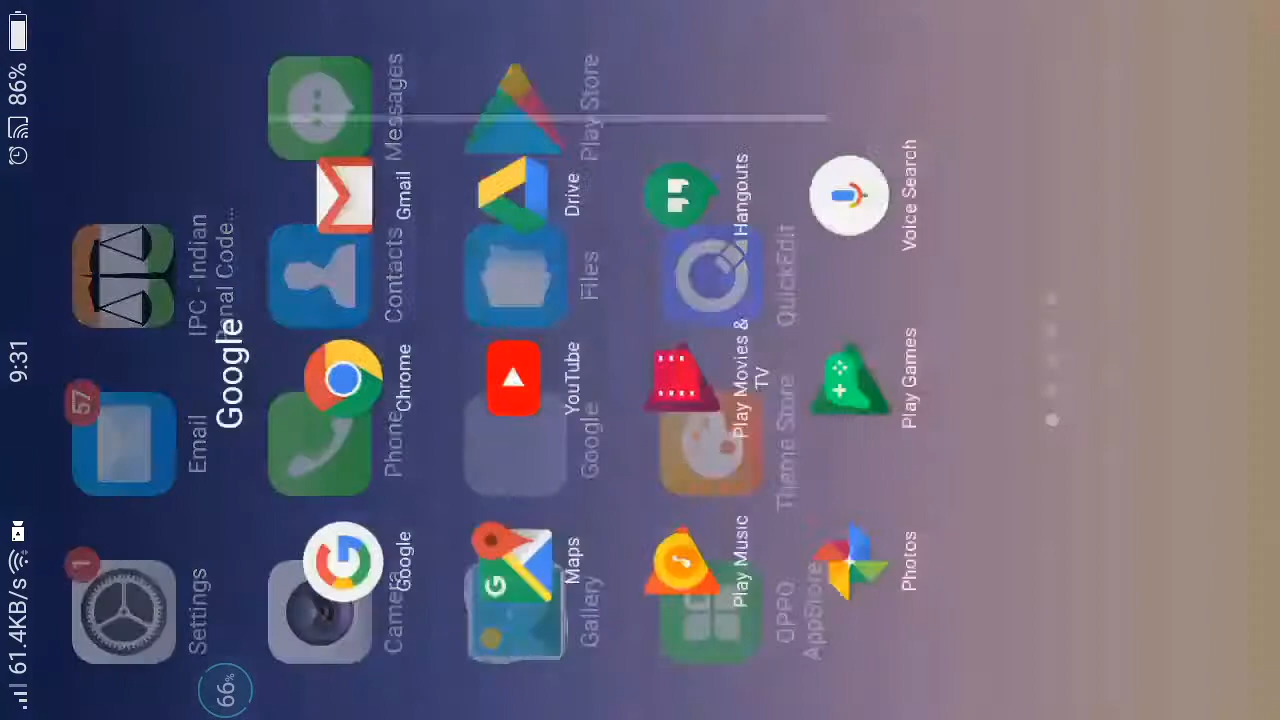 61.4KB/s 9:31 86%
66%
1
57
Settings
Email
IPC - Indian
Penal Code...
Google
Camera
Phone
Contacts
Messages
Google
Chrome
Gmail
Gallery
Google
Files
Play Store
Maps
YouTube
Drive
Play Music
Play Movies &
TV
Hangouts
OPPO
AppStore
Theme Store
QuickEdit
Photos
Play Games
Voice Search